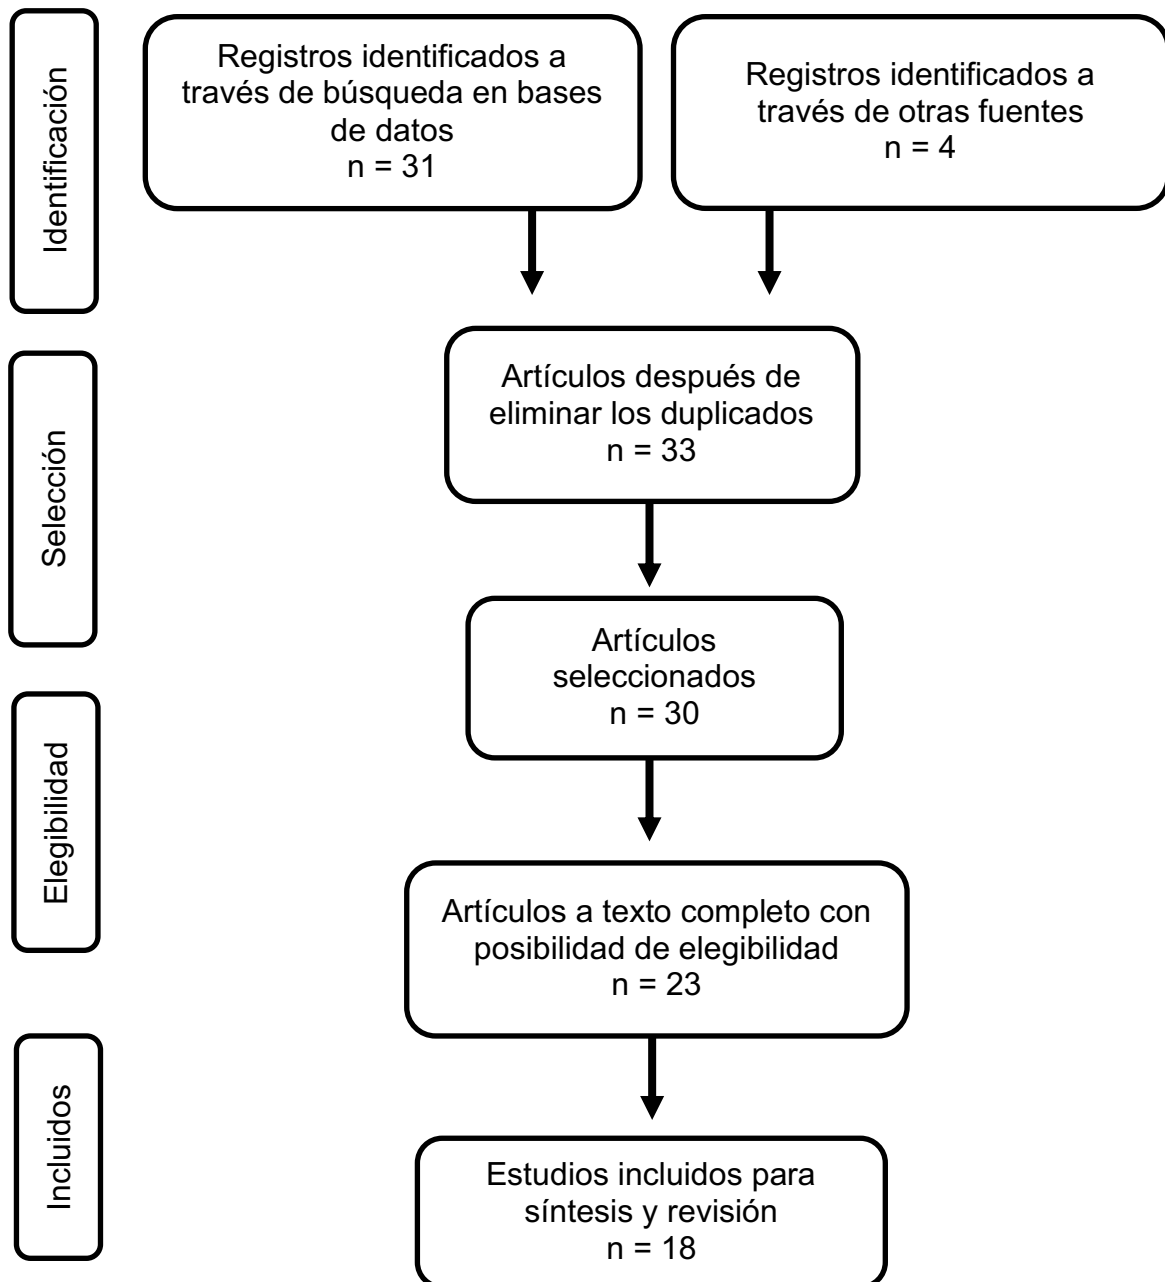 Identificación
Registros identificados a
través de búsqueda en bases
de datos
n = 31
Registros identificados a
través de otras fuentes
n = 4
Selección
Artículos después de
eliminar los duplicados
n = 33
Artículos
seleccionados
n = 30
Elegibilidad
Artículos a texto completo con
posibilidad de elegibilidad
n = 23
Incluidos
Estudios incluidos para
síntesis y revisión
n = 18